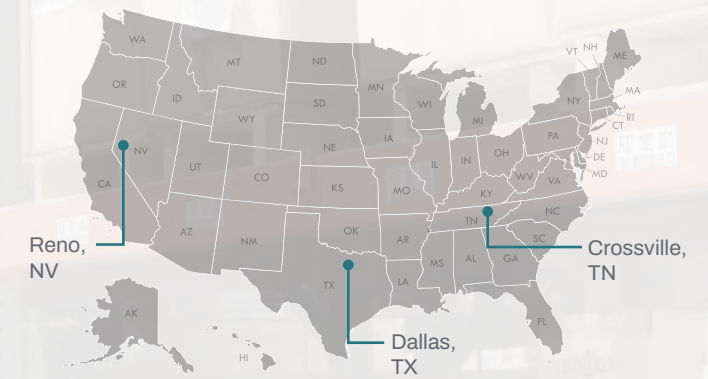 WA
MT
ND
MN
VT
NH
ME
OR
ID
SD
WI
MI
NY
MA
RI
CT
WY
NE
IA
PA
NJ
NV
UT
CO
KS
MO
IL
IN
OH
DE
MD
WV
VA
KY
CA
AZ
NM
OK
AR
TN
NC
SC
Reno,
NV
TX
LA
MS
AL
GA
Crossville,
TN
FL
AK
HI
Dallas,
TX